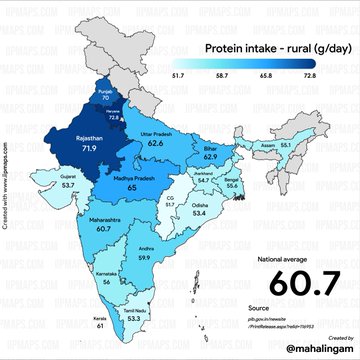 Protein intake - rural (g/day)
51.7 58.7 65.8 72.8
Punjab
70
Haryana
72.8
Rajasthan
71.9
Uttar Pradesh
62.6
Bihar
62.9
Assam
55.1
Gujarat
53.7
Madhya Pradesh
65
Jharkhand
54.7
Bengal
55.6
CG
51.7
Odisha
53.4
Maharashtra
60.7
Andhra
59.9
Karnataka
56
Tamil Nadu
53.3
Kerala
61
National average
60.7
Source
pib.gov.in/newsite
Created by
@mahalingam
Created with www.iipmaps.com
IIPMAPS.COM